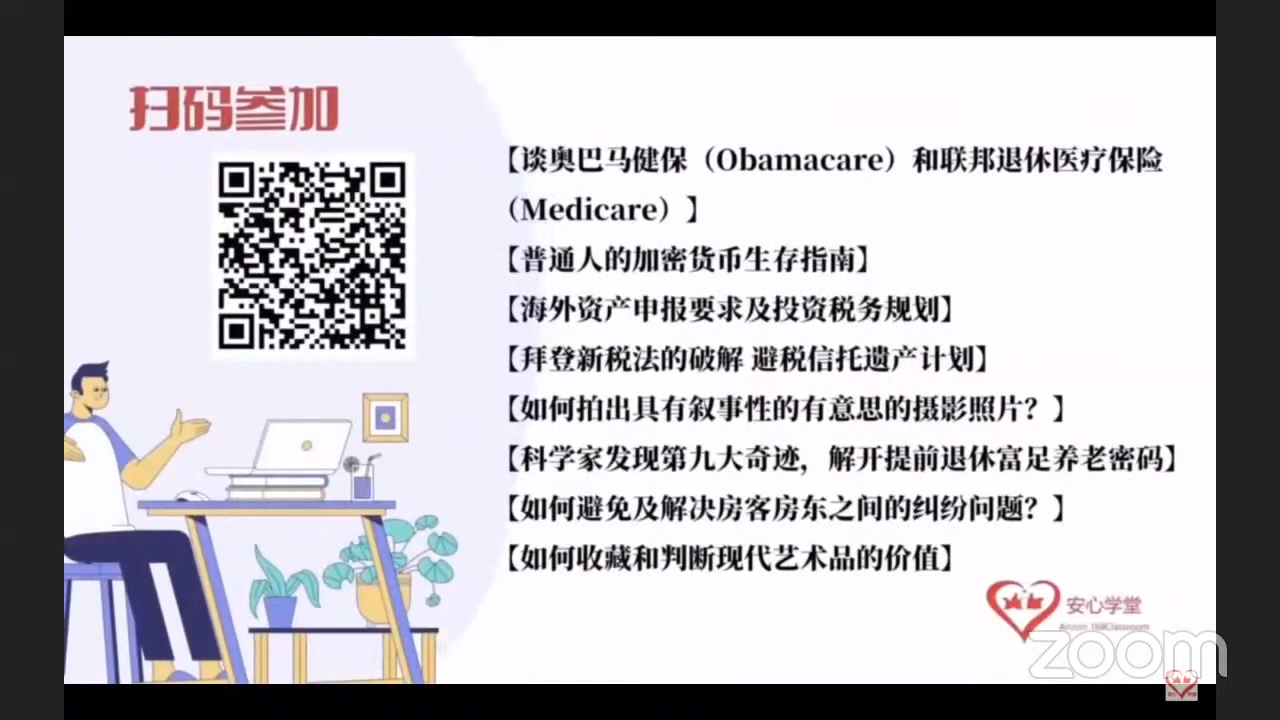 扫码参加
【谈奥巴马健保（Obamacare）和联邦退休医疗保险
（Medicare）】
【普通人的加密货币生存指南】
【海外资产申报要求及投资税务规划】
【拜登新税法的破解 避税信托遗产计划】
【如何拍出具有叙事性的有意思的摄影照片？】
【科学家发现第九大奇迹，解开提前退休富足养老密码】
【如何避免及解决房客房东之间的纠纷问题？】
【如何收藏和判断现代艺术品的价值】
安心学堂
zoom